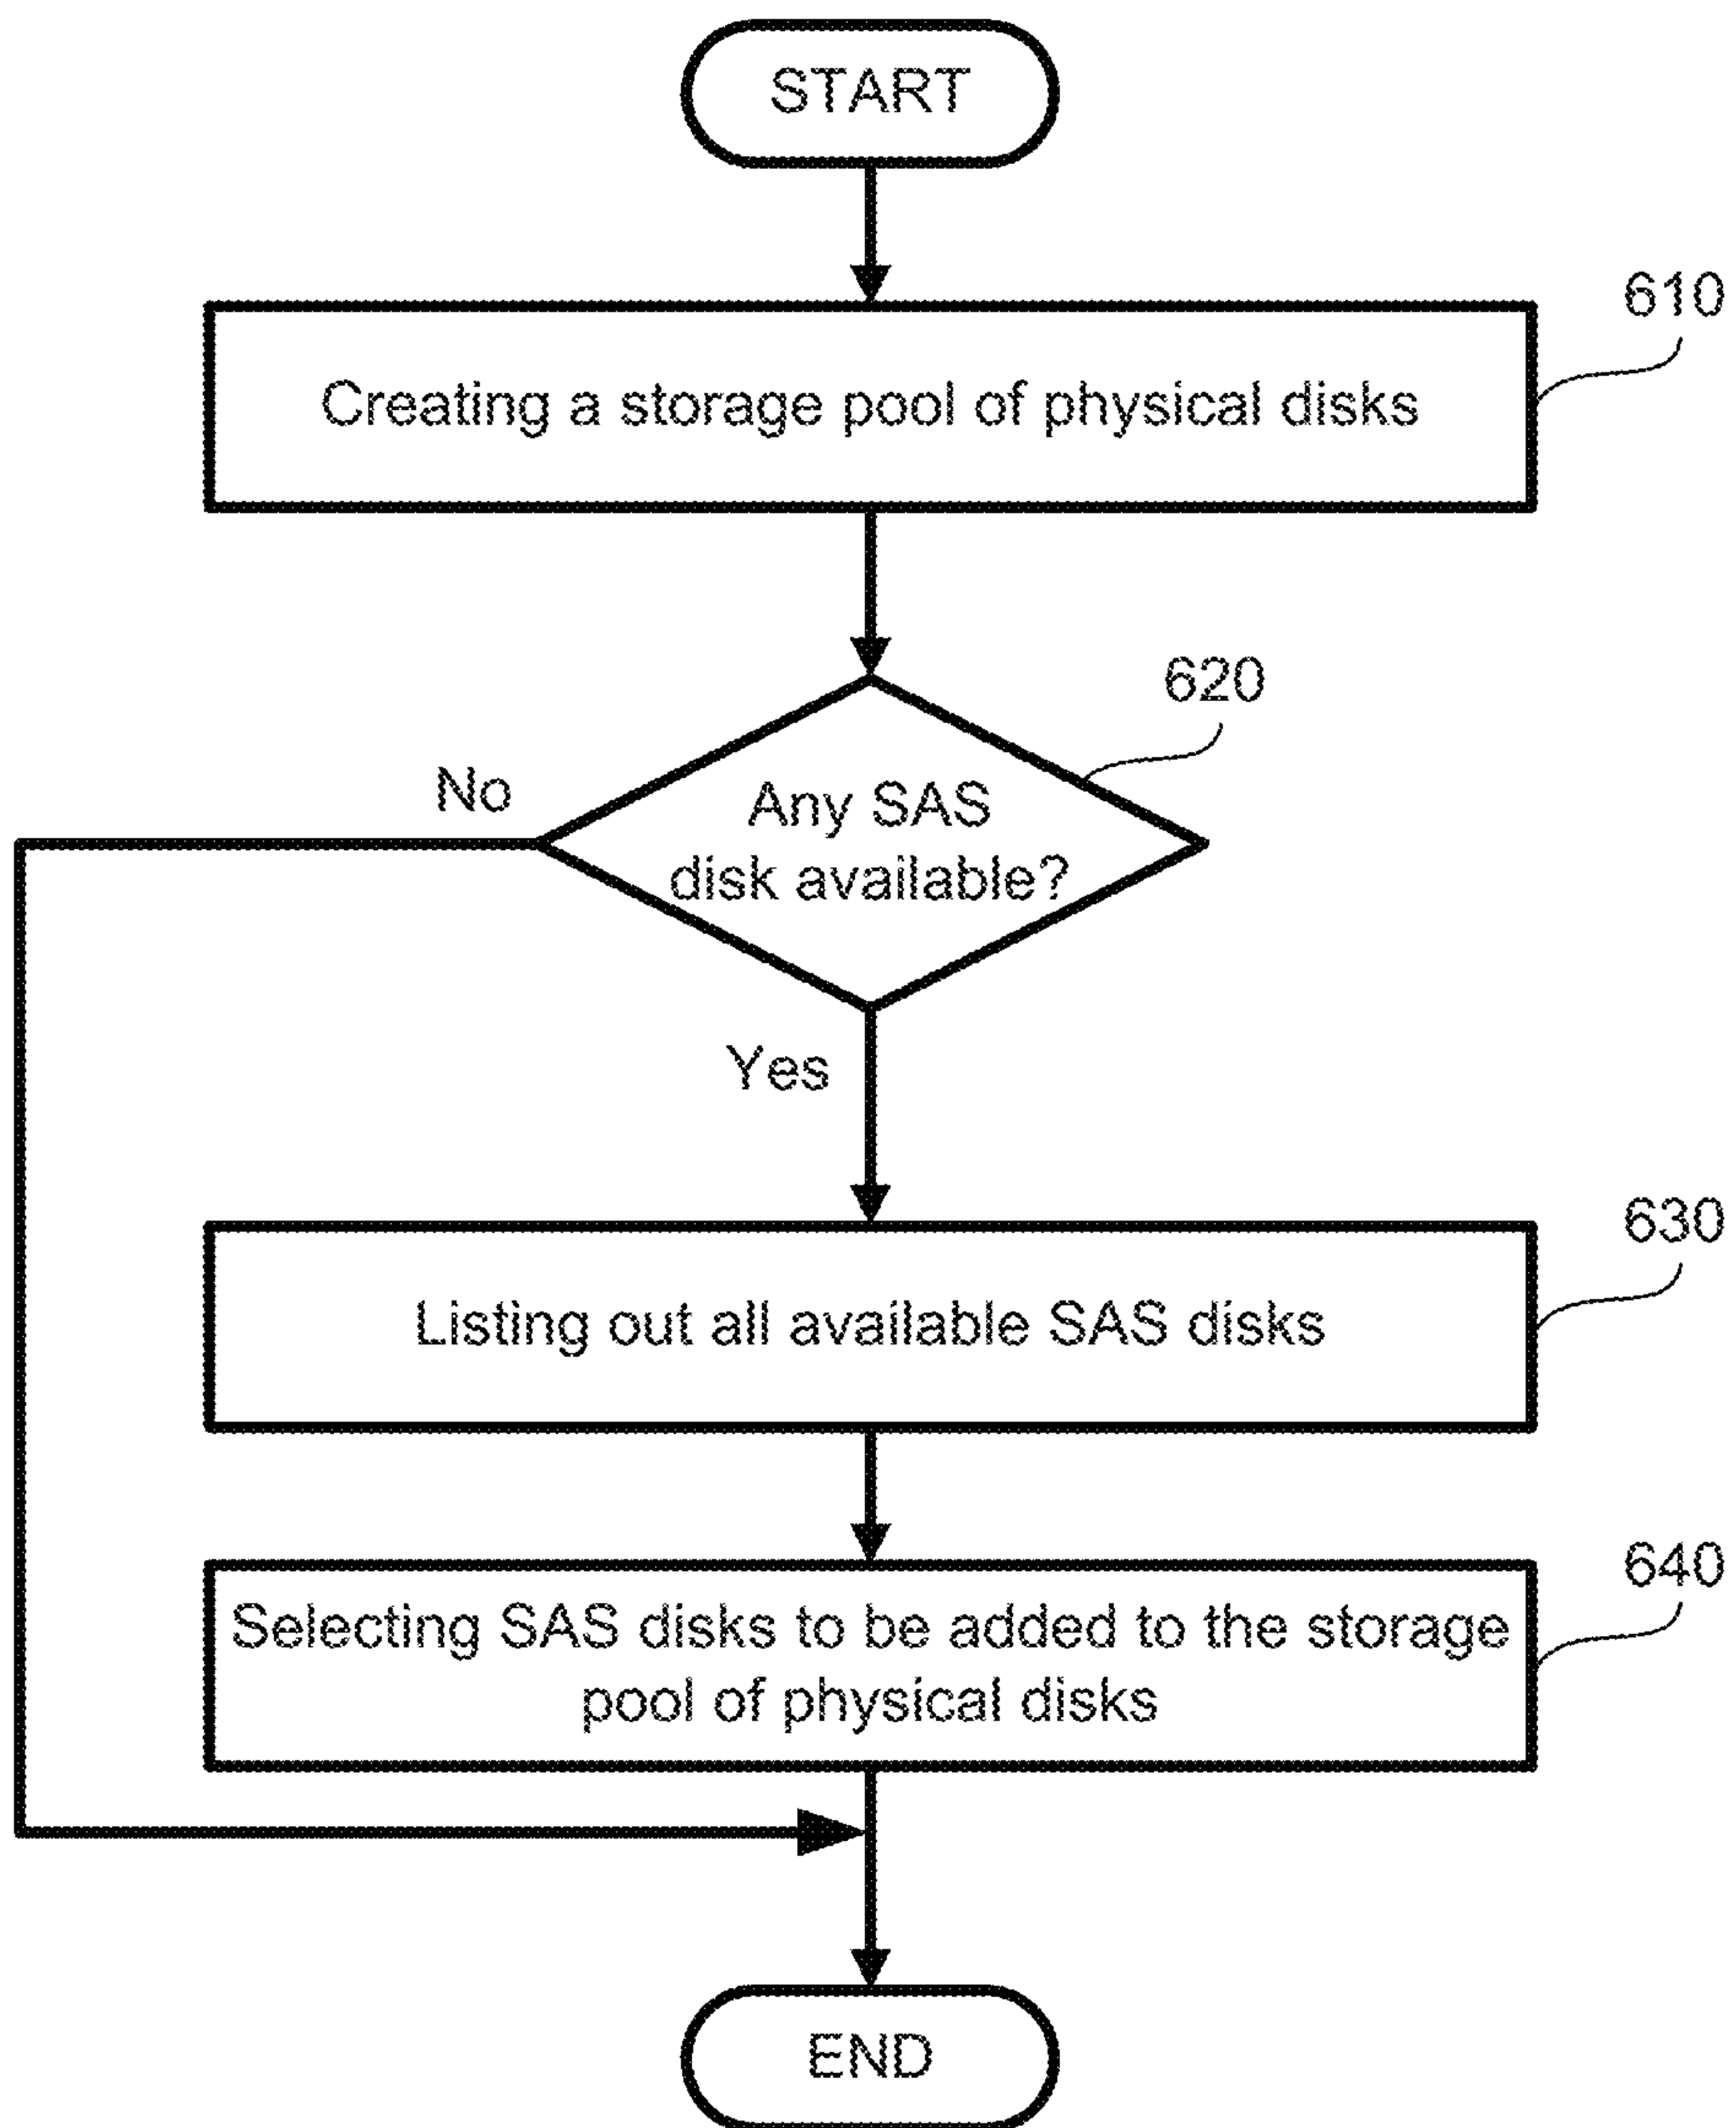 START
610
Creating a storage pool of physical disks
620
No
Any SAS
disk available?
Yes
630
Listing out all available SAS disks
640
Selecting SAS disks to be added to the storage
pool of physical disks
END